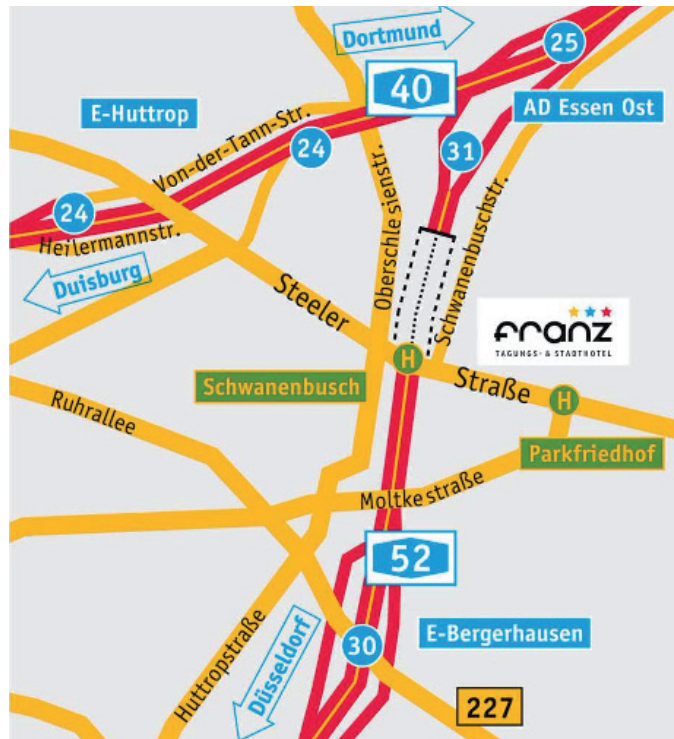 Dortmund
25
40
E-Huttrop
AD Essen Ost
Von-der-Tann-Str.
24
31
24
Heilermannstr.
Duisburg
Oberschlesienstr.
Schwanenbuschstr.
Steeler
Straße
franz
TAGUNGS- & STADTHOTEL
H
Schwanenbusch
H
Ruhrallee
Parkfriedhof
Moltkestraße
52
E-Bergerhausen
30
Huttropstraße
Düsseldorf
227